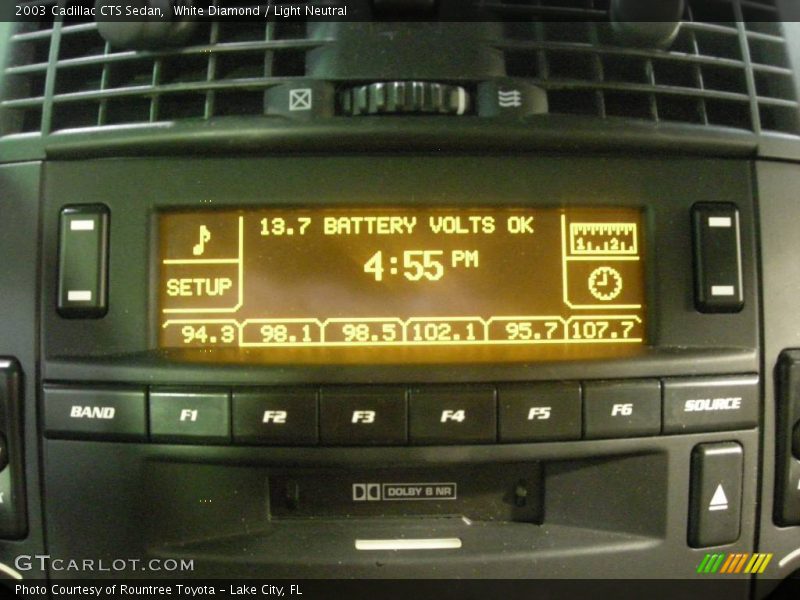 2003 Cadillac CTS Sedan,  White Diamond / Light Neutral
13.7 BATTERY VOLTS OK
1 2
4:55 PM
SETUP
94.3 98.1 98.5 102.1 95.7 107.7
BAND F1 F2 F3 F4 F5 F6 SOURCE
DOLBY B NR
GTCARLOT.COM
Photo Courtesy of Rountree Toyota - Lake City, FL